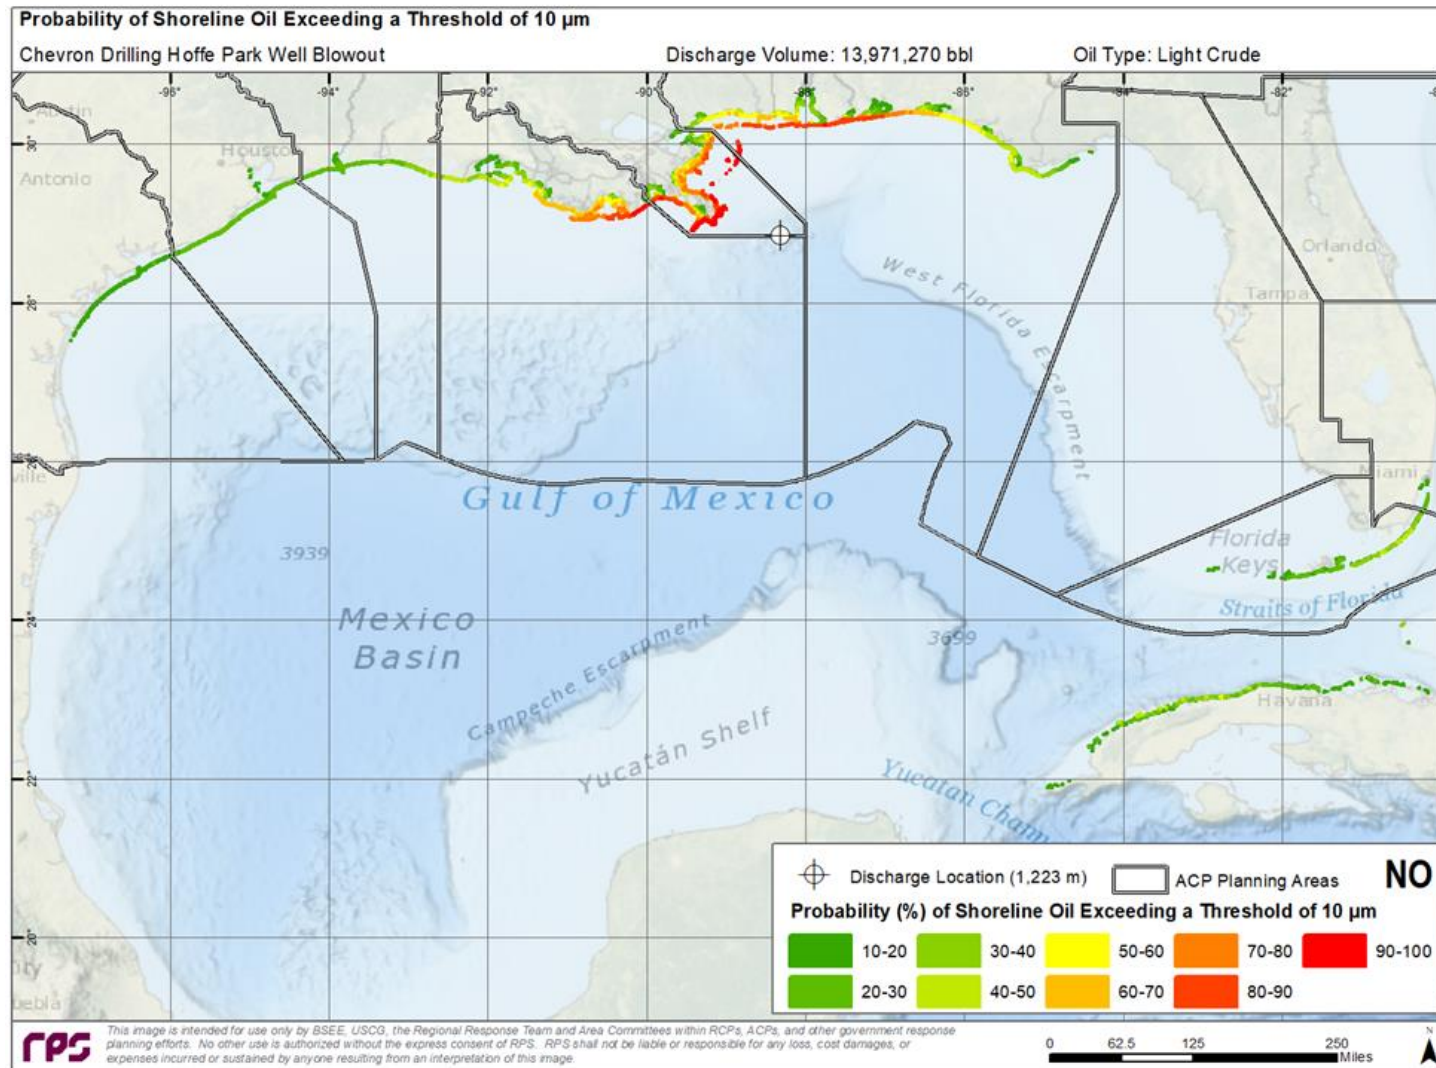 Probability of Shoreline Oil Exceeding a Threshold of 10 µm
Chevron Drilling Hoffe Park Well Blowout Discharge Volume: 13,971,270 bbl Oil Type: Light Crude
-96° -94° -92° -90° -88° -86° -84° -82°
Austin
30°
Houston
Antonio
Orlando
28°
West Florida Escarpment
Tampa
26°
ville
Miami
Gulf of Mexico
3939
Florida
Keys
24°
Mexico
Basin
Straits of Florida
3699
Campeche Escarpment
Havana
Yucatán Shelf
22°
Yucatan Chann
20°
ity
uebla
Discharge Location (1,223 m) ACP Planning Areas NO
Probability (%) of Shoreline Oil Exceeding a Threshold of 10 µm
10-20 30-40 50-60 70-80 90-100
20-30 40-50 60-70 80-90
rps
This image is intended for use only by BSEE, USCG, the Regional Response Team and Area Committees within RCPs, ACPs, and other government response
planning efforts. No other use is authorized without the express consent of RPS. RPS shall not be liable or responsible for any loss, cost damages, or
expenses incurred or sustained by anyone resulting from an interpretation of this image.
0 62.5 125 250
Miles
N